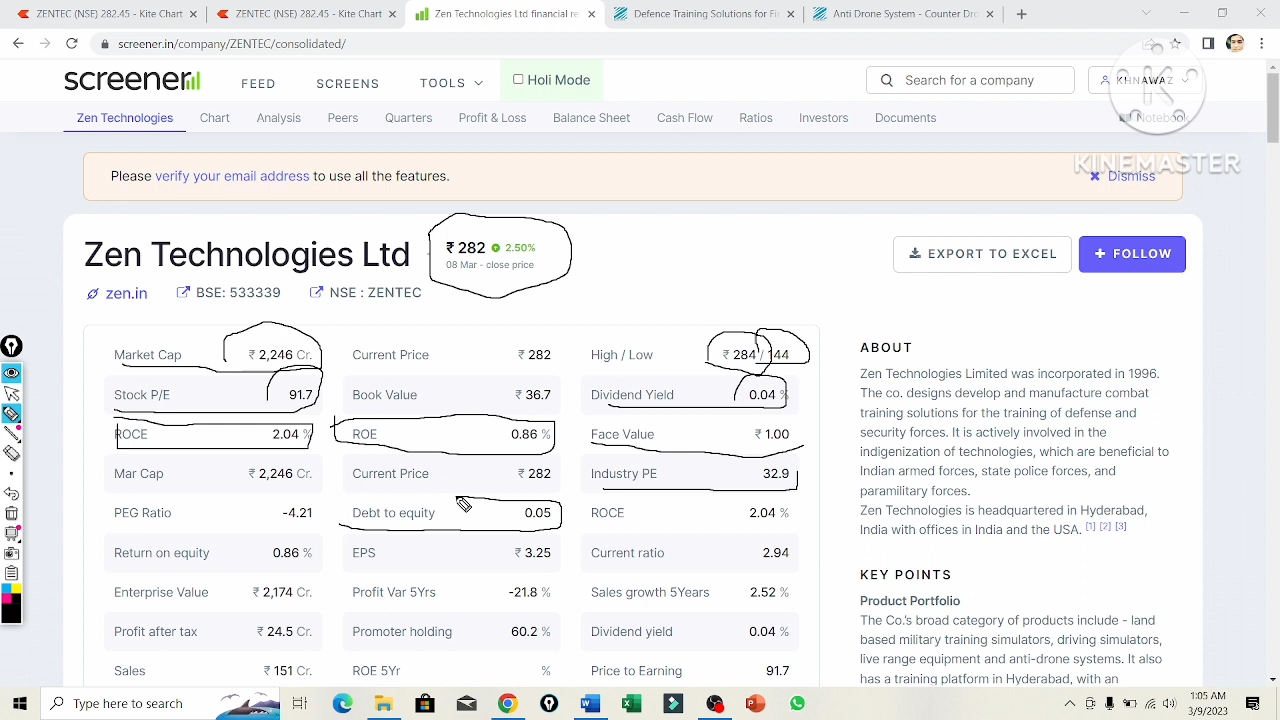 ZENTEC (NSE) 282.45 - Kite Chart
ZENTEC (NSE) 282.45 - Kite Chart
Zen Technologies Ltd financial re
Defence Training Solutions for Fi
Anti Drone System - Counter Dro
screener.in/company/ZENTEC/consolidated/
screener
FEED SCREENS TOOLS Holi Mode
Search for a company
KHNAWAZ
Zen Technologies Chart Analysis Peers Quarters Profit & Loss Balance Sheet Cash Flow Ratios Investors Documents Notebook
KINEMASTER
Please verify your email address to use all the features. Dismiss
Zen Technologies Ltd
₹ 282 2.50%
08 Mar - close price
EXPORT TO EXCEL
+ FOLLOW
zen.in BSE: 533339 NSE : ZENTEC
Market Cap ₹ 2,246 Cr. Current Price ₹ 282 High / Low ₹ 284 / 144
Stock P/E 91.7 Book Value ₹ 36.7 Dividend Yield 0.04 %
ROCE 2.04 % ROE 0.86 % Face Value ₹ 1.00
Mar Cap ₹ 2,246 Cr. Current Price ₹ 282 Industry PE 32.9
PEG Ratio -4.21 Debt to equity 0.05 ROCE 2.04 %
Return on equity 0.86 % EPS ₹ 3.25 Current ratio 2.94
Enterprise Value ₹ 2,174 Cr. Profit Var 5Yrs -21.8 % Sales growth 5Years 2.52 %
Profit after tax ₹ 24.5 Cr. Promoter holding 60.2 % Dividend yield 0.04 %
Sales ₹ 151 Cr. ROE 5Yr % Price to Earning 91.7
ABOUT
Zen Technologies Limited was incorporated in 1996.
The co. designs develop and manufacture combat
training solutions for the training of defense and
security forces. It is actively involved in the
indigenization of technologies, which are beneficial to
Indian armed forces, state police forces, and
paramilitary forces.
Zen Technologies is headquartered in Hyderabad,
India with offices in India and the USA. [1] [2] [3]
KEY POINTS
Product Portfolio
The Co.'s broad category of products include - land
based military training simulators, driving simulators,
live range equipment and anti-drone systems. It also
has a training platform in Hyderabad, with an
Type here to search
1:05 AM
3/9/2023